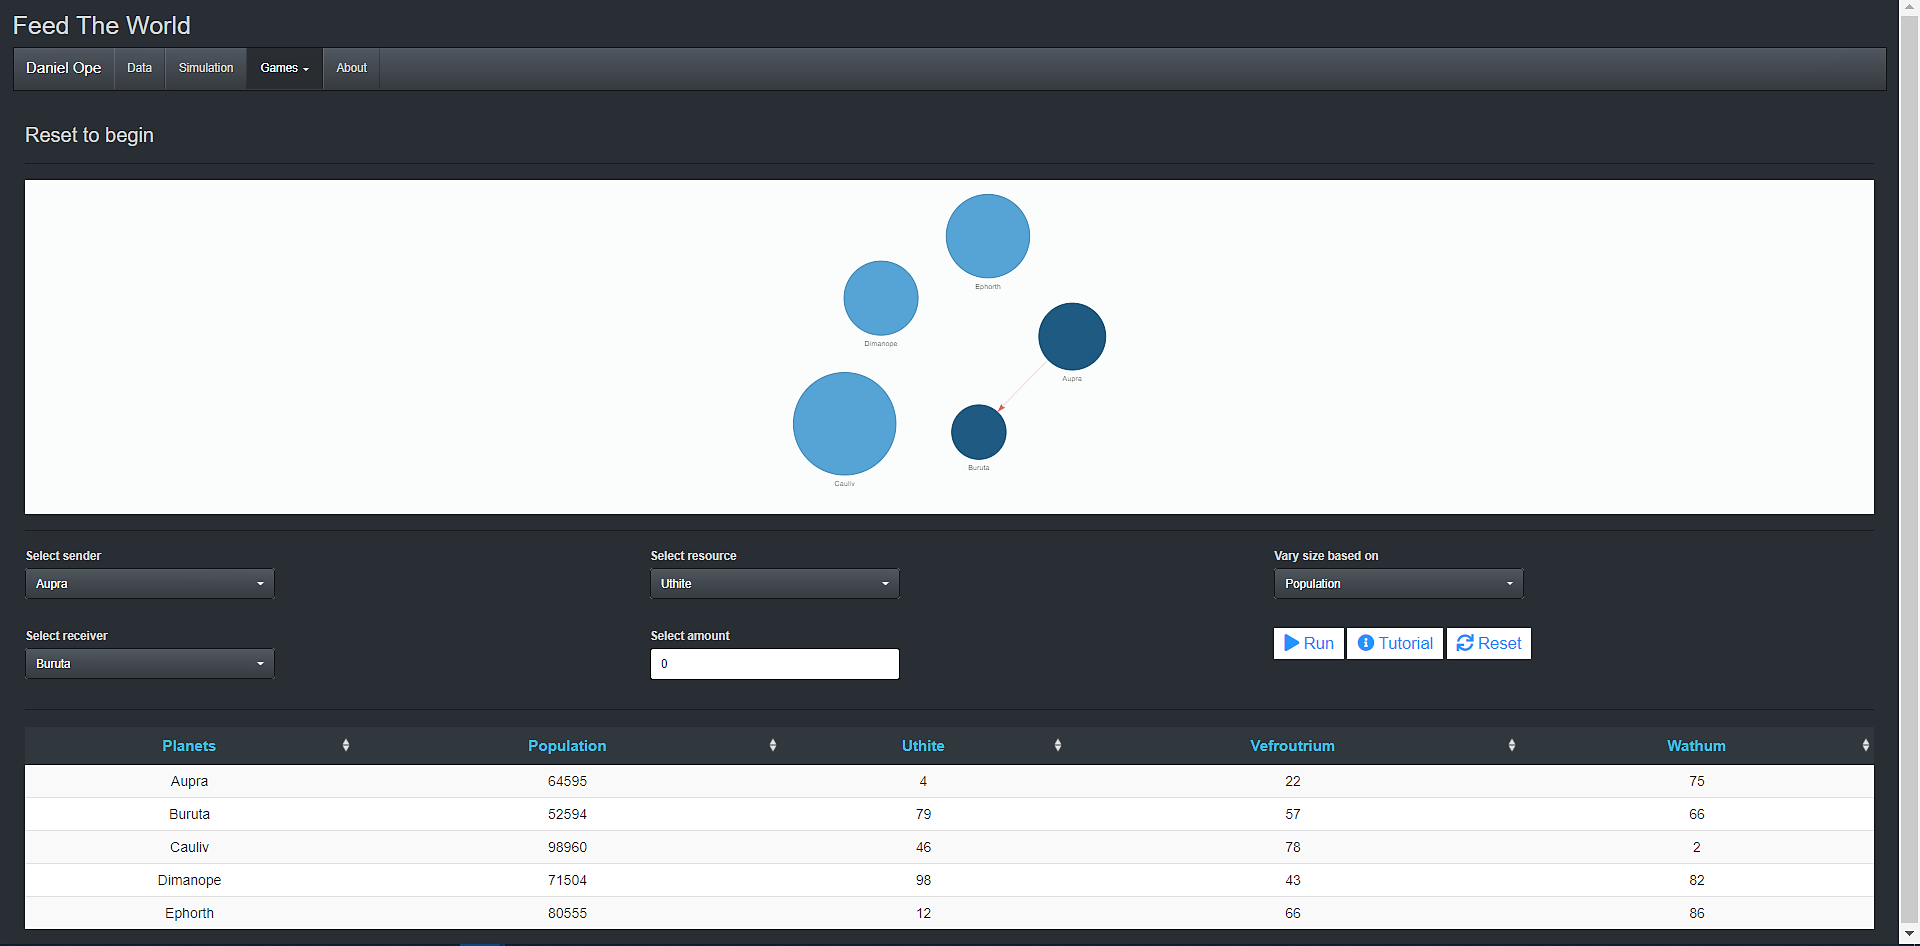 Feed The World
Daniel Ope Data Simulation Games About
Reset to begin
Ephorth
Dimanope
Aupra
Buruta
Cauliv
Select sender Select resource Vary size based on
Aupra Uthite Population
Select receiver Select amount
Buruta 0 Run Tutorial Reset
Planets Population Uthite Vefroutrium Wathum
Aupra 64595 4 22 75
Buruta 52594 79 57 66
Cauliv 98960 46 78 2
Dimanope 71504 98 43 82
Ephorth 80555 12 66 86